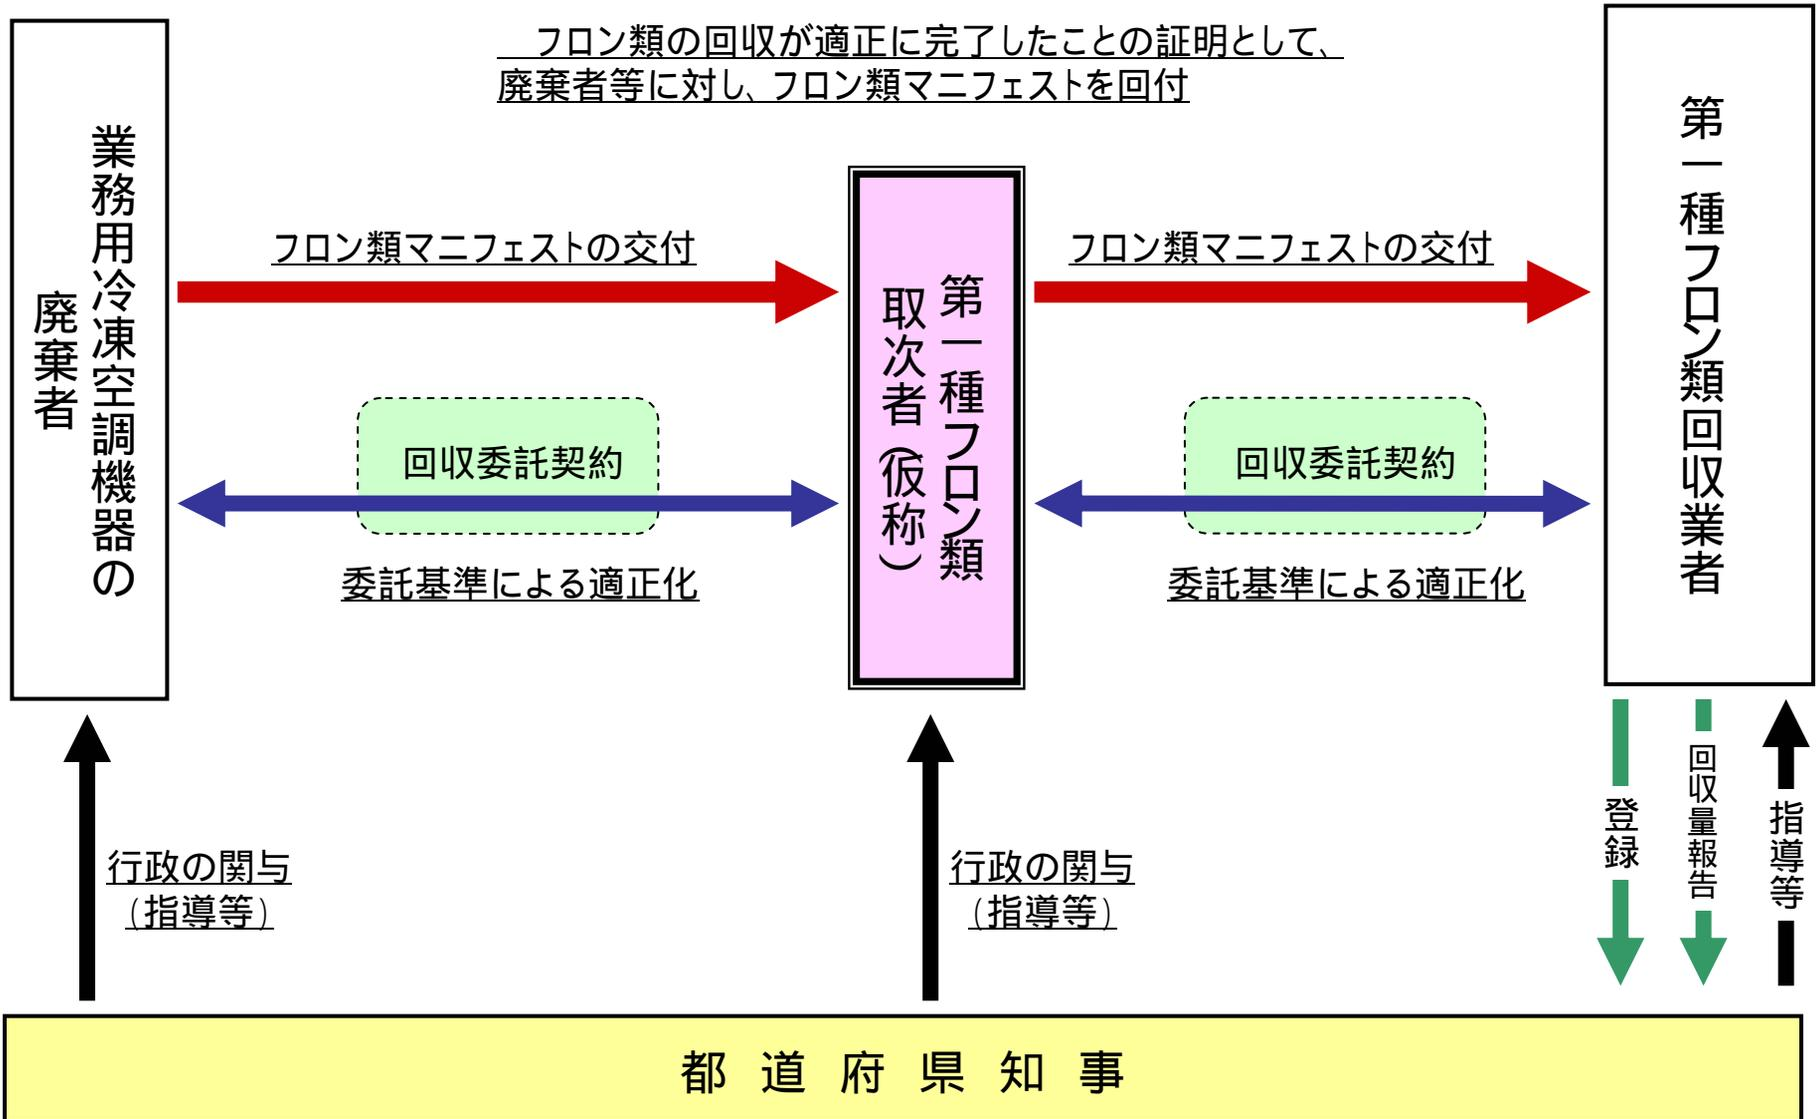 フロン類の回収が適正に完了したことの証明として、
廃棄者等に対し、フロン類マニフェストを回付
業務用冷凍空調機器の
廃棄者
フロン類マニフェストの交付
回収委託契約
委託基準による適正化
第一種フロン類
取次者（仮称）
フロン類マニフェストの交付
回収委託契約
委託基準による適正化
第一種フロン類回収業者
行政の関与
（指導等）
行政の関与
（指導等）
登録
回収量報告
指導等
都道府県知事